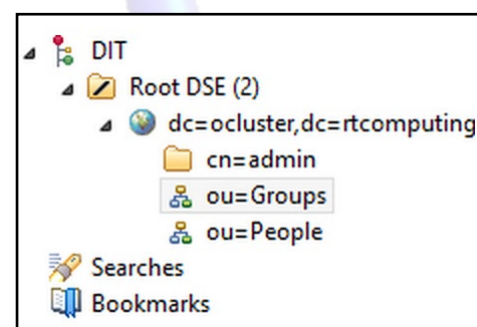 DIT
Root DSE (2)
dc=ocluster,dc=rtcomputing
cn=admin
ou=Groups
ou=People
Searches
Bookmarks